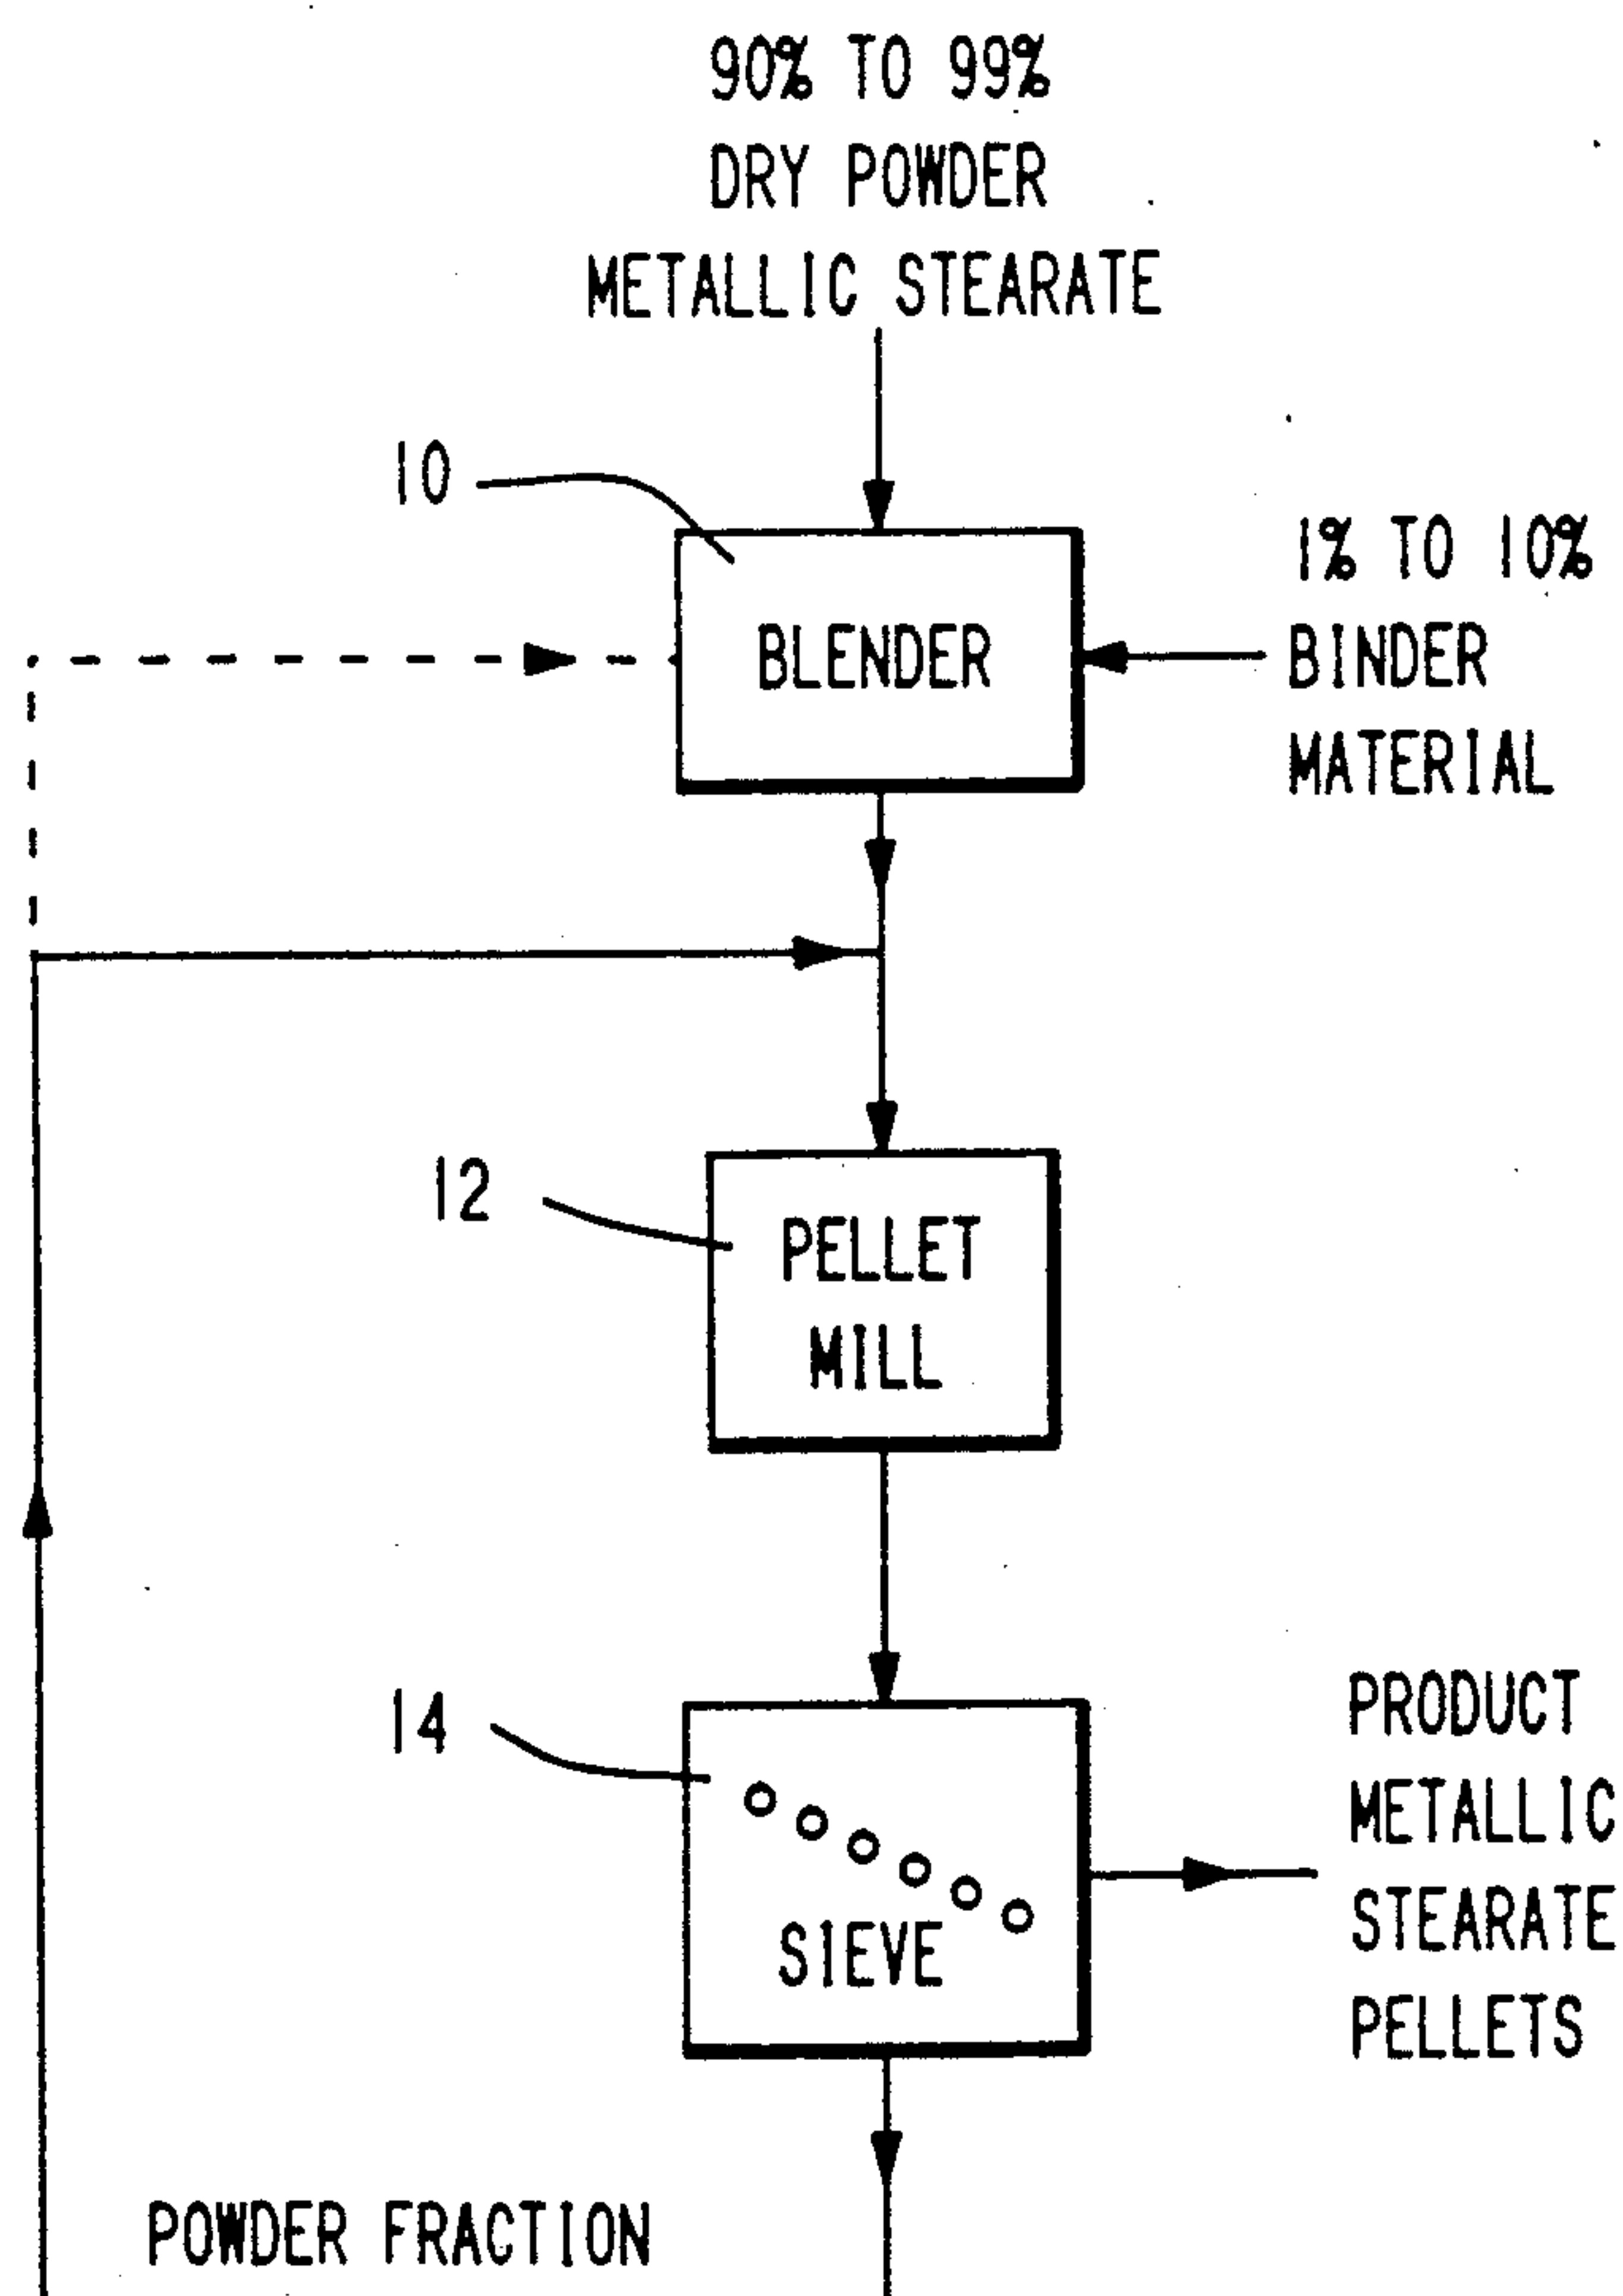 90% TO 99%
DRY POWDER
METALLIC STEARATE
10
1% TO 10%
BINDER
MATERIAL
BLENDER
12
PELLET
MILL
14
SIEVE
PRODUCT
METALLIC
STEARATE
PELLETS
POWDER FRACTION